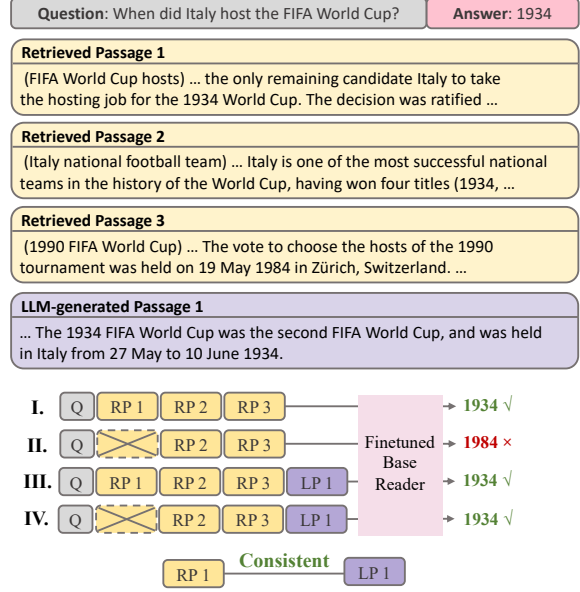 Question: When did Italy host the FIFA World Cup? Answer: 1934
Retrieved Passage 1
(FIFA World Cup hosts) ... the only remaining candidate Italy to take
the hosting job for the 1934 World Cup. The decision was ratified ...
Retrieved Passage 2
(Italy national football team) ... Italy is one of the most successful national
teams in the history of the World Cup, having won four titles (1934, ...
Retrieved Passage 3
(1990 FIFA World Cup) ... The vote to choose the hosts of the 1990
tournament was held on 19 May 1984 in Zürich, Switzerland. ...
LLM-generated Passage 1
... The 1934 FIFA World Cup was the second FIFA World Cup, and was held
in Italy from 27 May to 10 June 1934.
I. Q RP 1 RP 2 RP 3 1934 √
II. Q RP 2 RP 3 1984 ×
III. Q RP 1 RP 2 RP 3 LP 1 1934 √
IV. Q RP 2 RP 3 LP 1 1934 √
Finetuned
Base
Reader
RP 1 Consistent LP 1